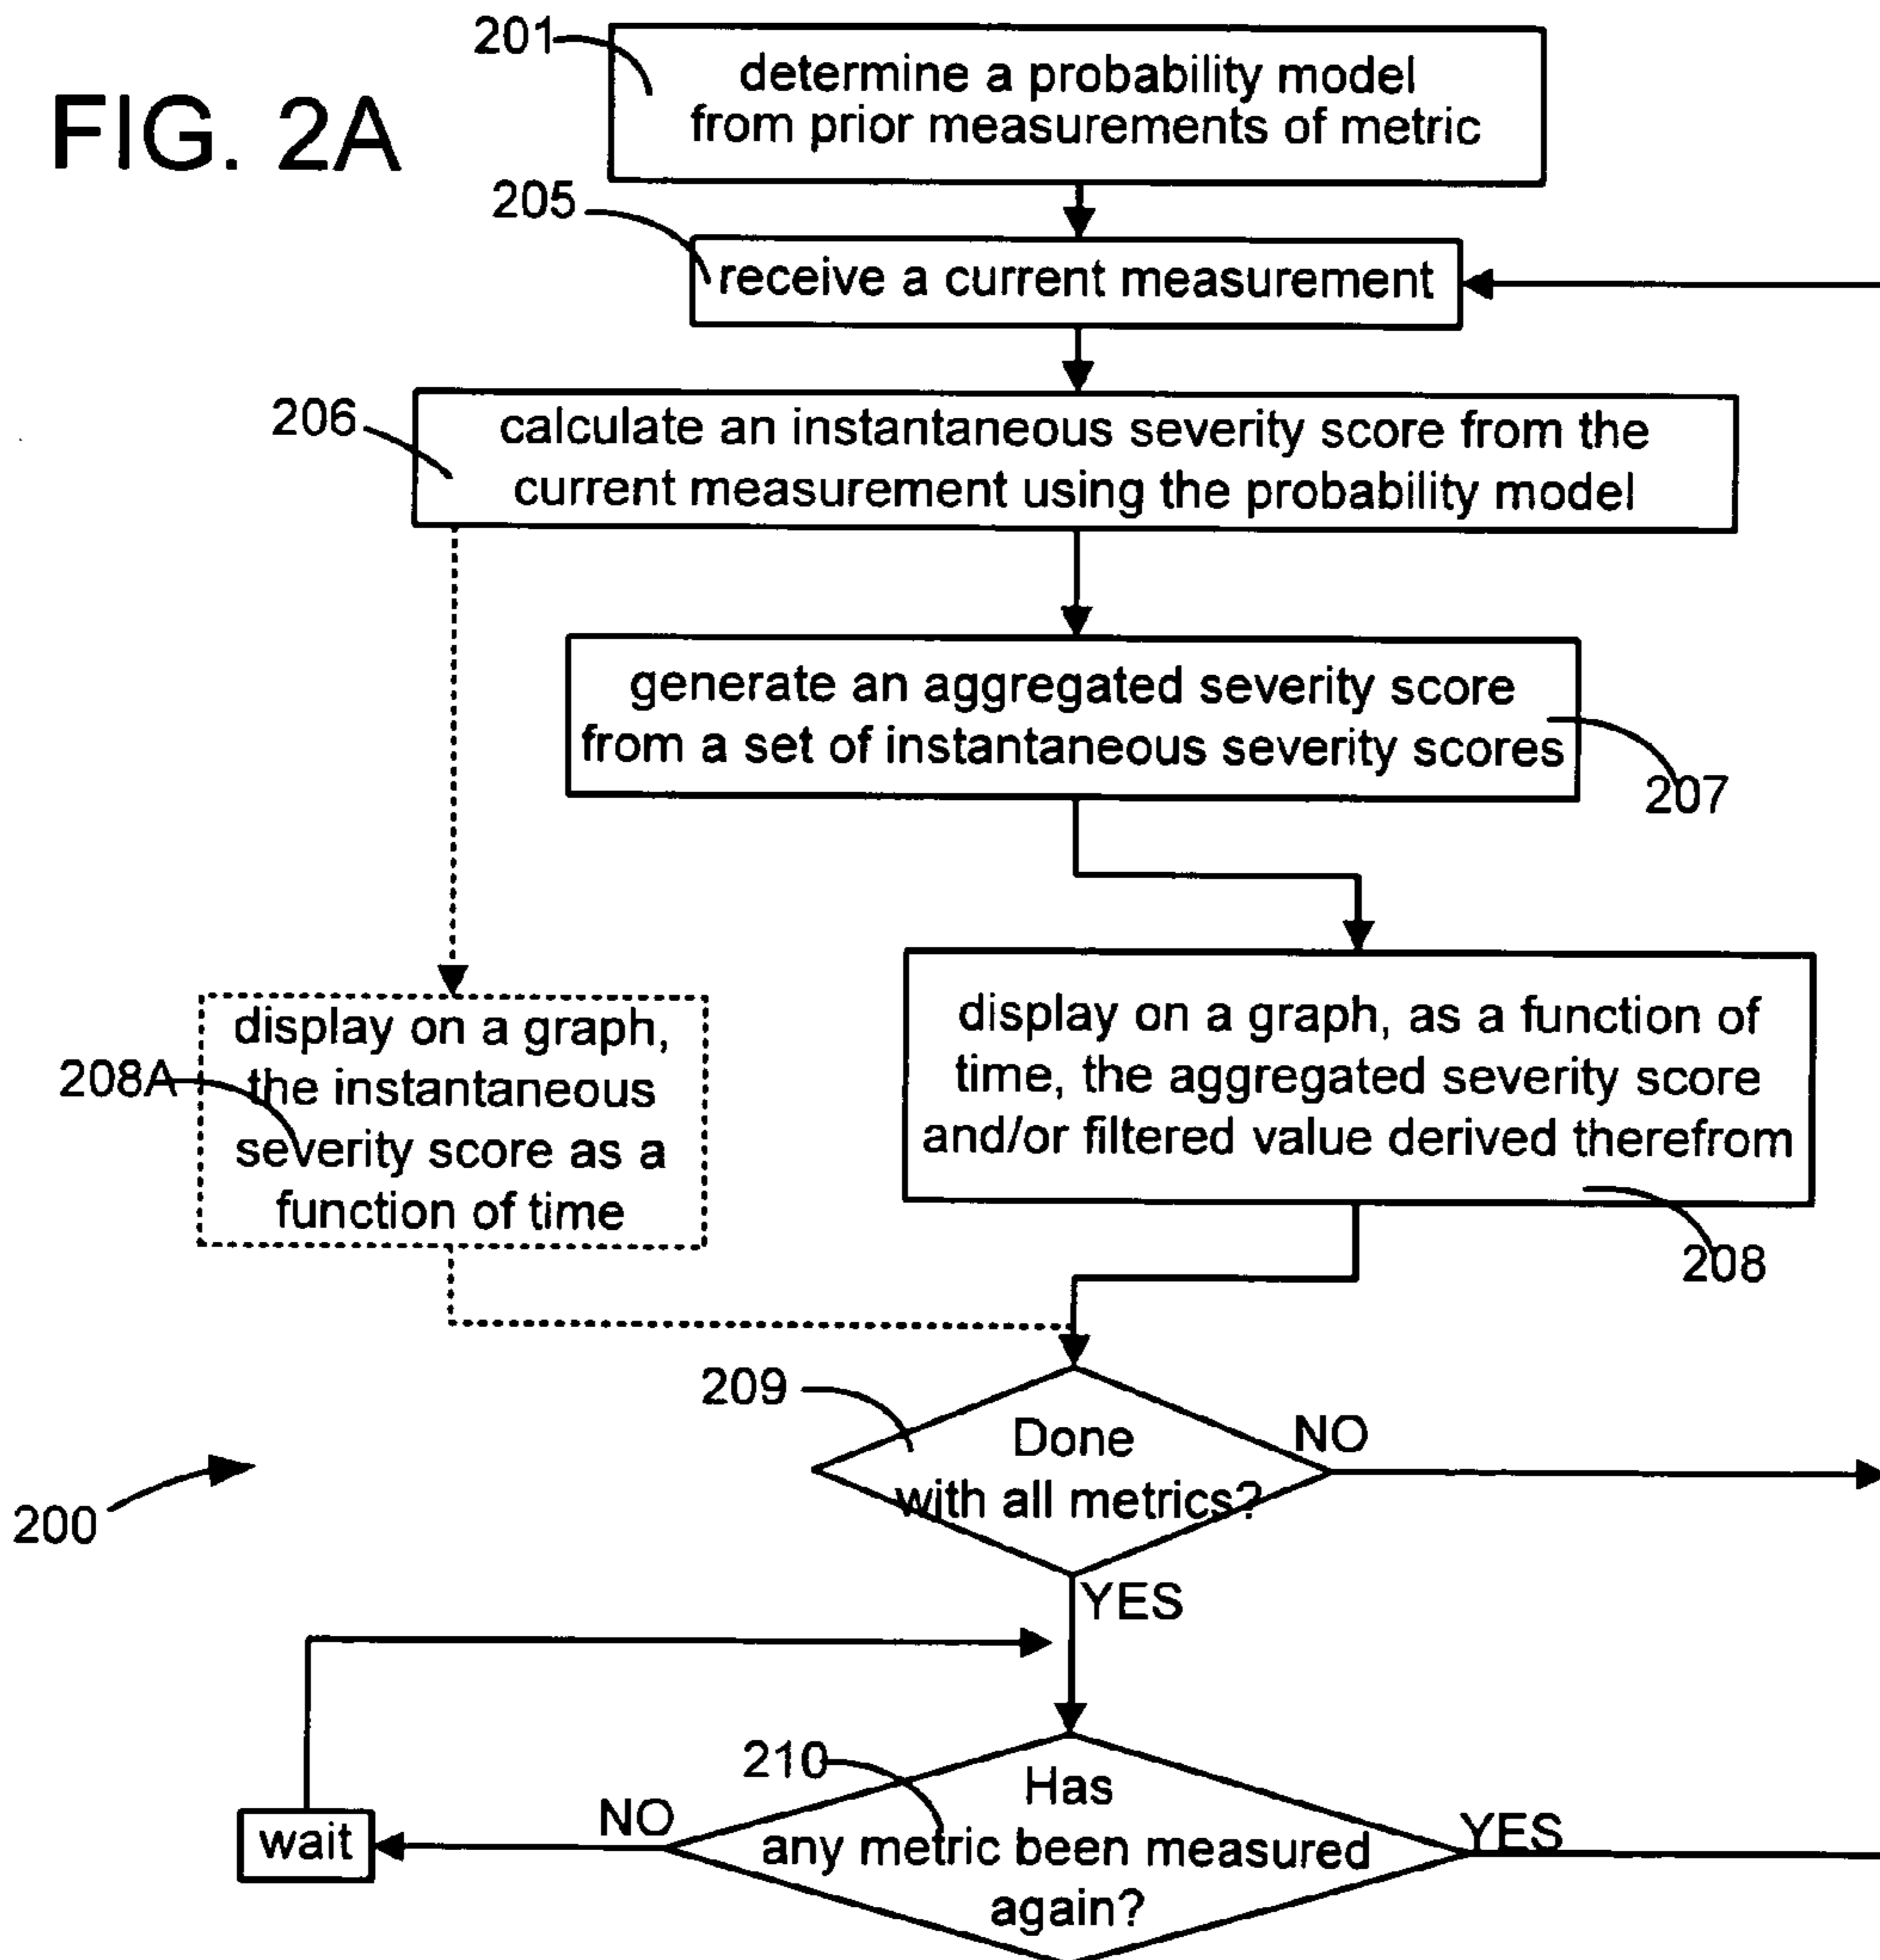 FIG. 2A
201
determine a probability model
from prior measurements of metric
205
receive a current measurement
206
calculate an instantaneous severity score from the
current measurement using the probability model
generate an aggregated severity score
from a set of instantaneous severity scores
207
display on a graph,
the instantaneous
severity score as a
function of time
208A
display on a graph, as a function of
time, the aggregated severity score
and/or filtered value derived therefrom
208
209
Done
with all metrics?
NO
YES
200
210
Has
any metric been measured
again?
NO
YES
wait